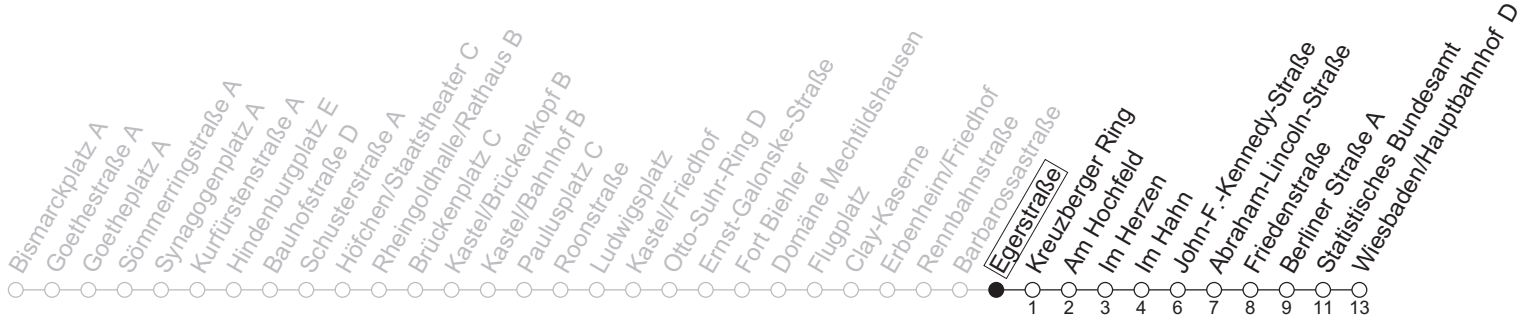 Bismarckplatz A
Goethestraße A
Goetheplatz A
Sömmerringstraße A
Synagogenplatz A
Kurfürstenstraße A
Hindenburgplatz E
Bauhofstraße D
Schusterstraße A
Höfchen/Staatstheater C
Rheingoldhalle/Rathaus B
Brückenplatz C
Kastel/Brückenkopf B
Kastel/Bahnhof B
Paulusplatz C
Roonstraße
Ludwigsplatz
Kastel/Friedhof
Otto-Suhr-Ring D
Ernst-Galonske-Straße
Fort Biehler
Domäne Mechtildshausen
Flugplatz
Clay-Kaserne
Erbenheim/Friedhof
Rennbahnstraße
Barbarossastraße
Egerstraße
Kreuzberger Ring
Am Hochfeld
Im Herzen
Im Hahn
John-F.-Kennedy-Straße
Abraham-Lincoln-Straße
Friedenstraße
Berliner Straße A
Statistisches Bundesamt
Wiesbaden/Hauptbahnhof D
1 2 3 4 6 7 8 9 11 13